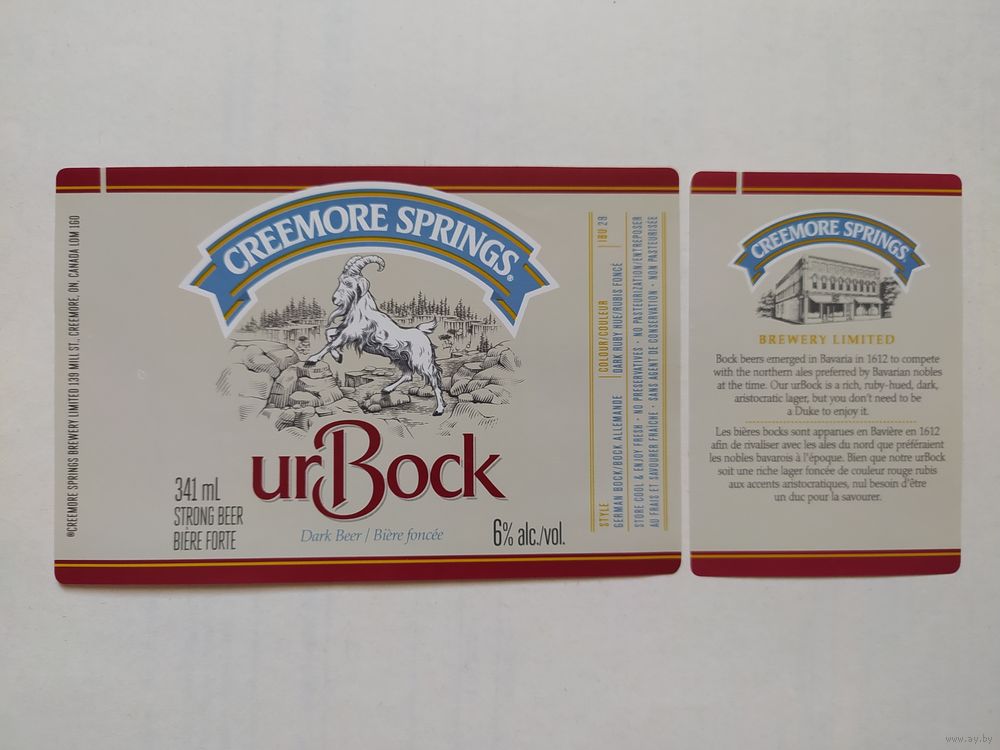 ®CREEMORE SPRINGS BREWERY LIMITED 139 MILL ST., CREEMORE, ON, CANADA L0M 1G0
CREEMORE SPRINGS®
urBock
341 mL
STRONG BEER
BIÈRE FORTE
Dark Beer / Bière foncée
6% alc./vol.
STYLE COLOUR/COULEUR IBU 28
GERMAN BOCK/BOCK ALLEMANDE DARK RUBY HUE/RUBIS FONCÉ
STORE COOL & ENJOY FRESH · NO PRESERVATIVES · NO PASTEURIZATION/ENTREPOSER
AU FRAIS ET SAVOURER FRAICHE · SANS AGENT DE CONSERVATION · NON PASTEURISÉE
CREEMORE SPRINGS
BREWERY LIMITED
Bock beers emerged in Bavaria in 1612 to compete
with the northern ales preferred by Bavarian nobles
at the time. Our urBock is a rich, ruby-hued, dark,
aristocratic lager, but you don't need to be
a Duke to enjoy it.
Les bières bocks sont apparues en Bavière en 1612
afin de rivaliser avec les ales du nord que préféraient
les nobles bavarois à l'époque. Bien que notre urBock
soit une riche lager foncée de couleur rouge rubis
aux accents aristocratiques, nul besoin d'être
un duc pour la savourer.
www.ay.by